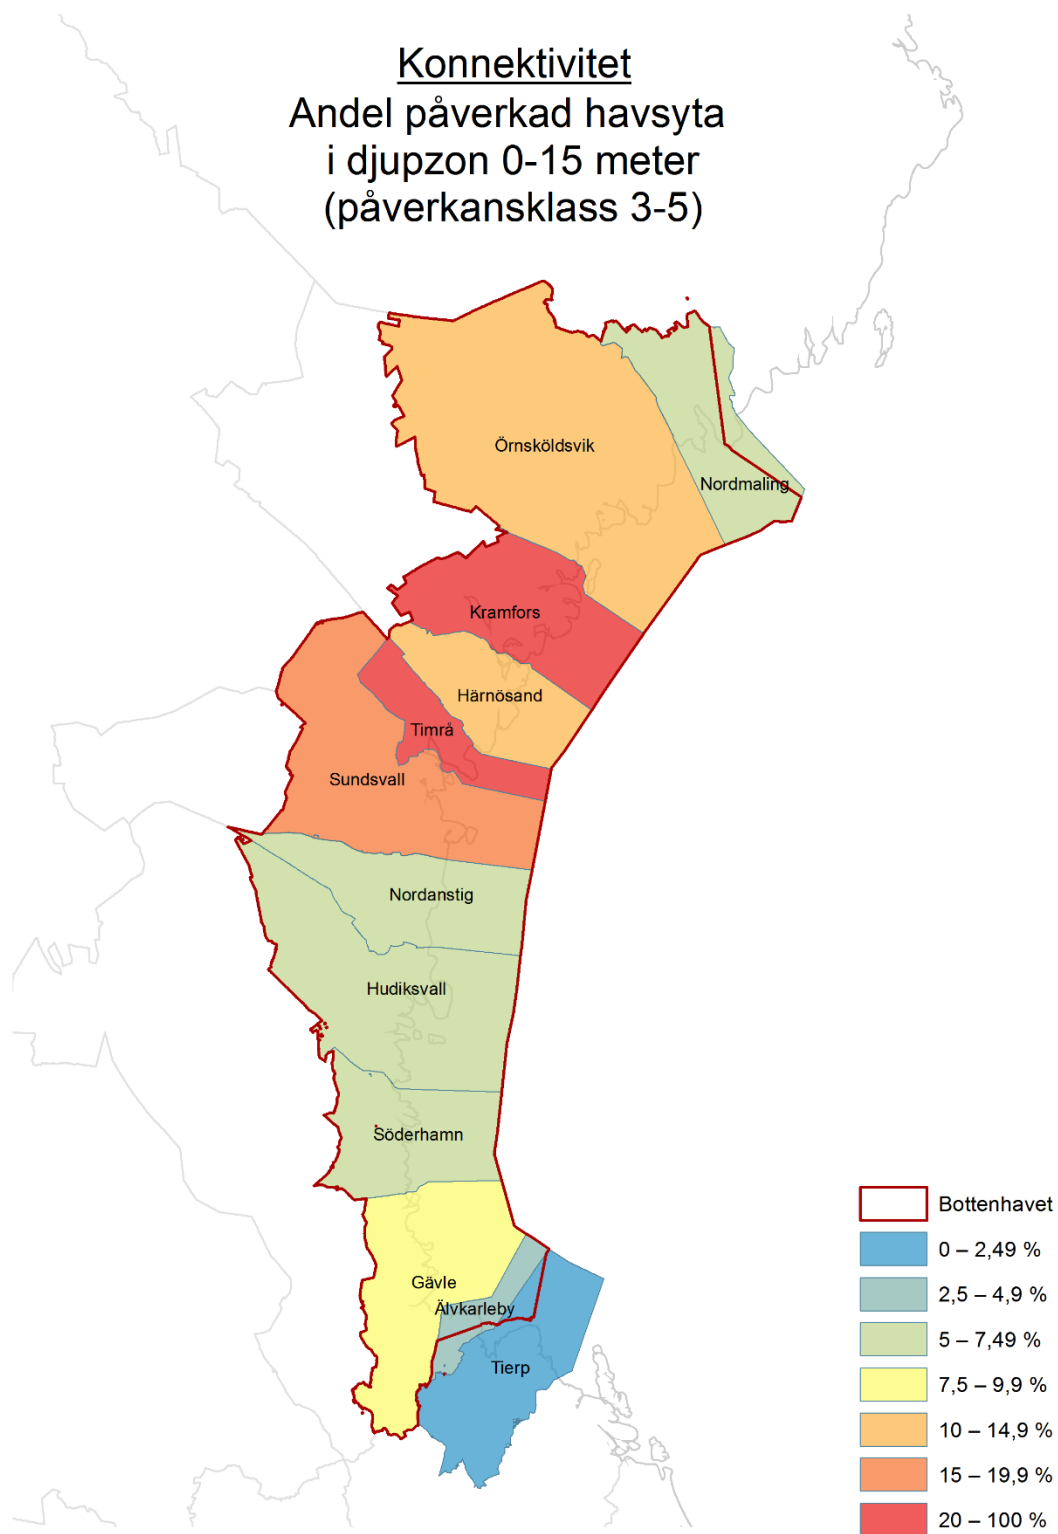 Konnektivitet
Andel påverkad havsyta
i djupzon 0-15 meter
(påverkansklass 3-5)
Örnsköldsvik
Nordmaling
Kramfors
Härnösand
Timrå
Sundsvall
Nordanstig
Hudiksvall
Söderhamn
Gävle
Älvkarleby
Tierp
Bottenhavet
0 – 2,49 %
2,5 – 4,9 %
5 – 7,49 %
7,5 – 9,9 %
10 – 14,9 %
15 – 19,9 %
20 – 100 %